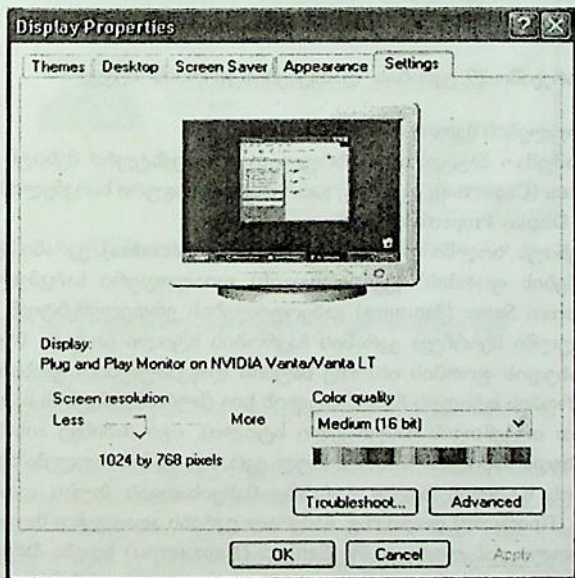 Display Properties
Themes Desktop Screen Saver Appearance Settings
Display:
Plug and Play Monitor on NVIDIA Vanta/Vanta LT
Screen resolution
Less More
1024 by 768 pixels
Color quality
Medium (16 bit)
Troubleshoot... Advanced
OK Cancel Apply